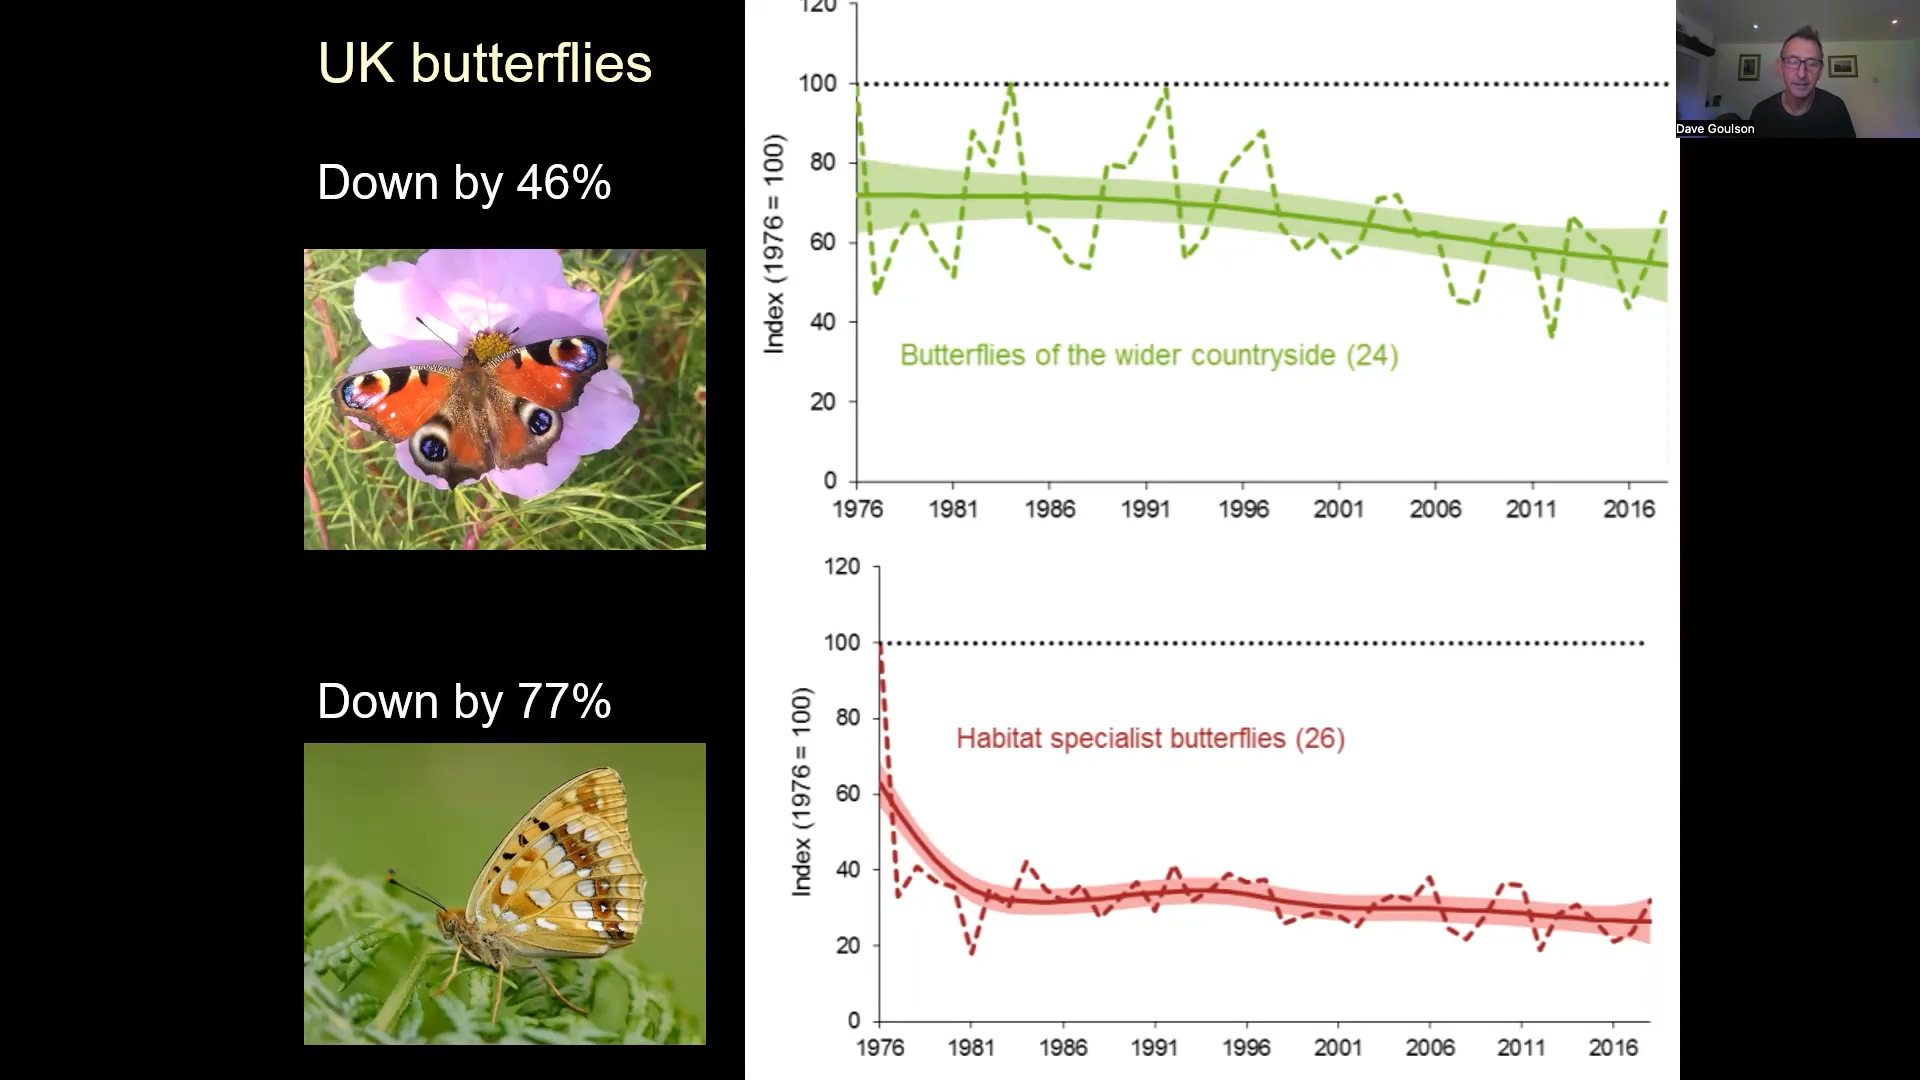 UK butterflies
Down by 46%
Down by 77%
120
100
80
60
40
20
0
Index (1976 = 100)
Butterflies of the wider countryside (24)
1976 1981 1986 1991 1996 2001 2006 2011 2016
120
100
80
60
40
20
0
Index (1976 = 100)
Habitat specialist butterflies (26)
1976 1981 1986 1991 1996 2001 2006 2011 2016
Dave Goulson